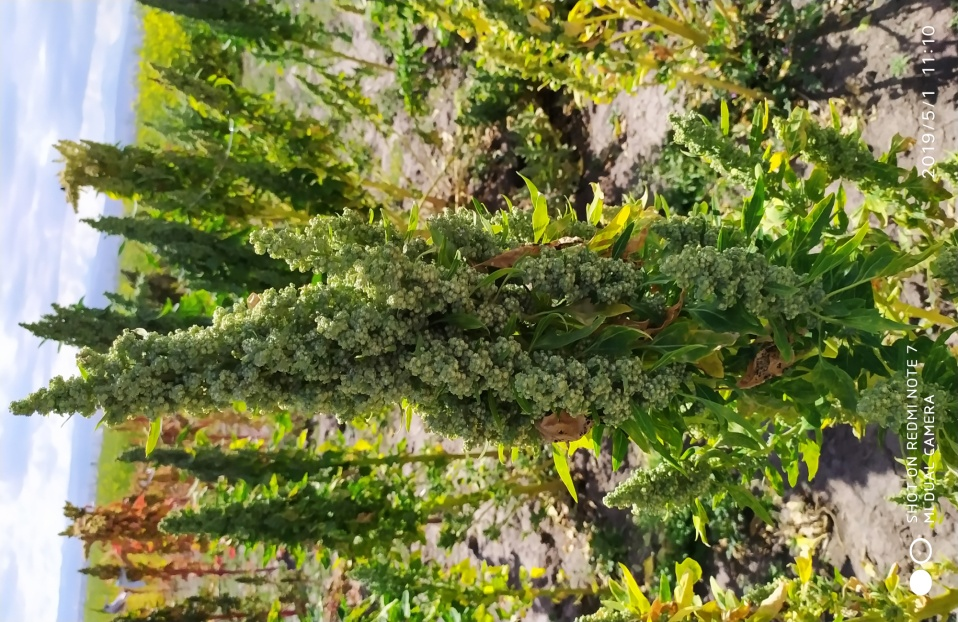 SHOT ON REDMI NOTE 7
MI DUAL CAMERA
2019/5/1 11:10